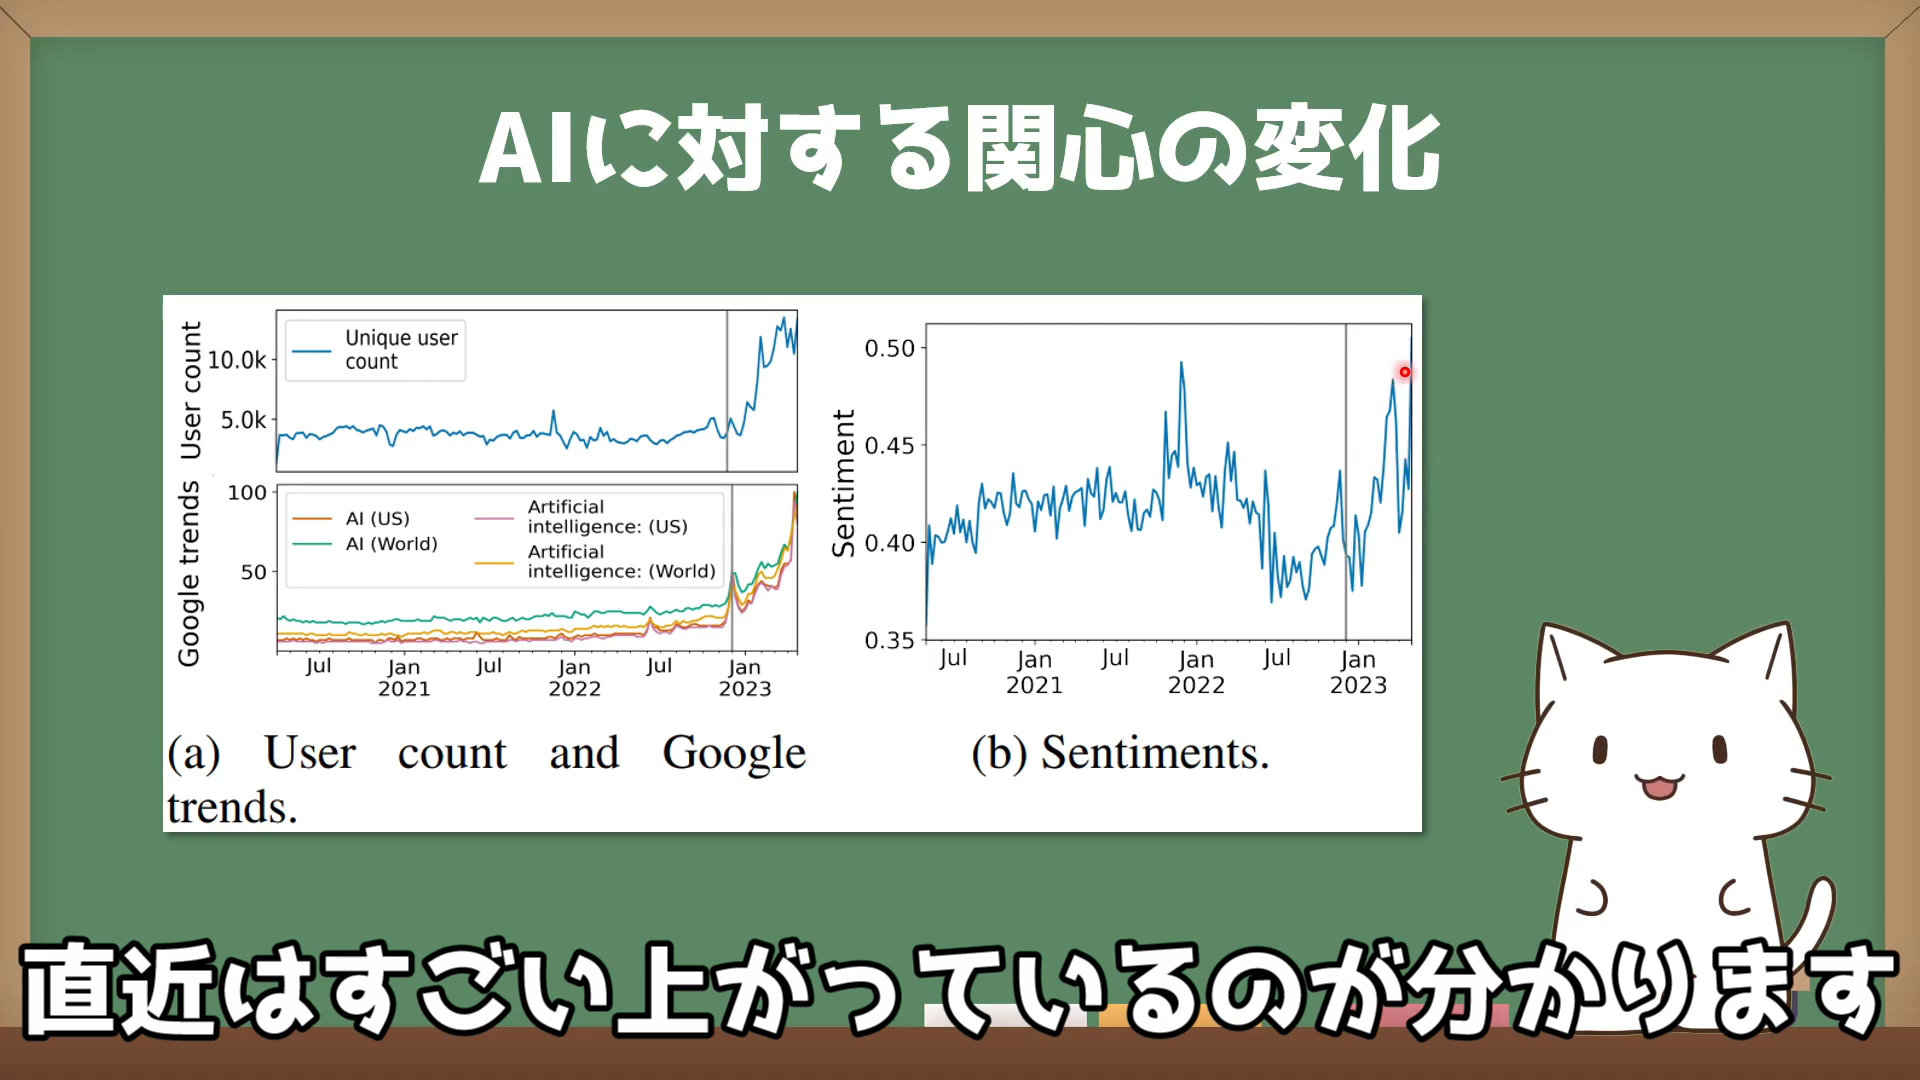 AIに対する関心の変化
User count
10.0k
5.0k
Unique user
count
Google trends
100
50
AI (US)
AI (World)
Artificial
intelligence: (US)
Artificial
intelligence: (World)
Jul Jan Jul Jan Jul Jan
2021 2022 2023
(a) User count and Google
trends.
Sentiment
0.50
0.45
0.40
0.35
Jul Jan Jul Jan Jul Jan
2021 2022 2023
(b) Sentiments.
直近はすごい上がっているのが分かります